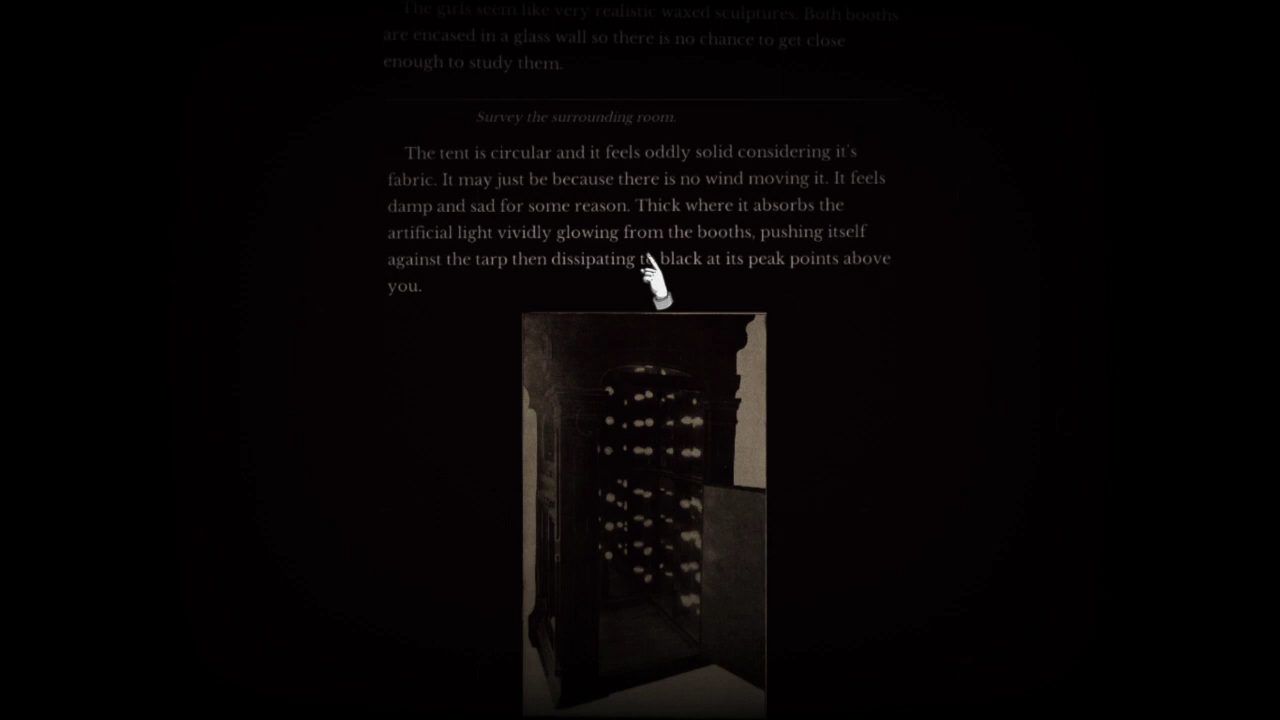 The girls seem like very realistic waxed sculptures. Both booths
are encased in a glass wall so there is no chance to get close
enough to study them.
Survey the surrounding room.
The tent is circular and it feels oddly solid considering it's
fabric. It may just be because there is no wind moving it. It feels
damp and sad for some reason. Thick where it absorbs the
artificial light vividly glowing from the booths, pushing itself
against the tarp then dissipating to black at its peak points above
you.